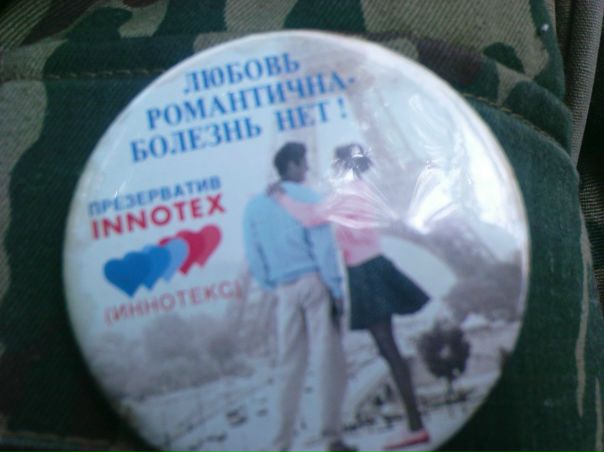 ЛЮБОВЬ
РОМАНТИЧНА-
БОЛЕЗНЬ НЕТ!
ПРЕЗЕРВАТИВ
INNOTEX
(ИННОТЕКС)